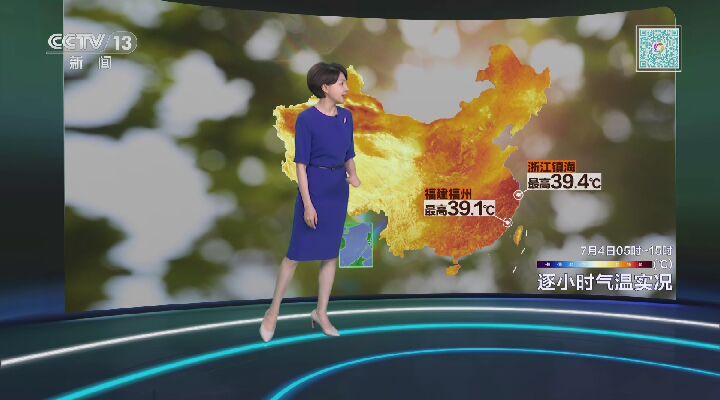 CCTV 13
新闻
浙江镇海
最高39.4℃
福建福州
最高39.1℃
7月4日05时-15时
(℃)
逐小时气温实况